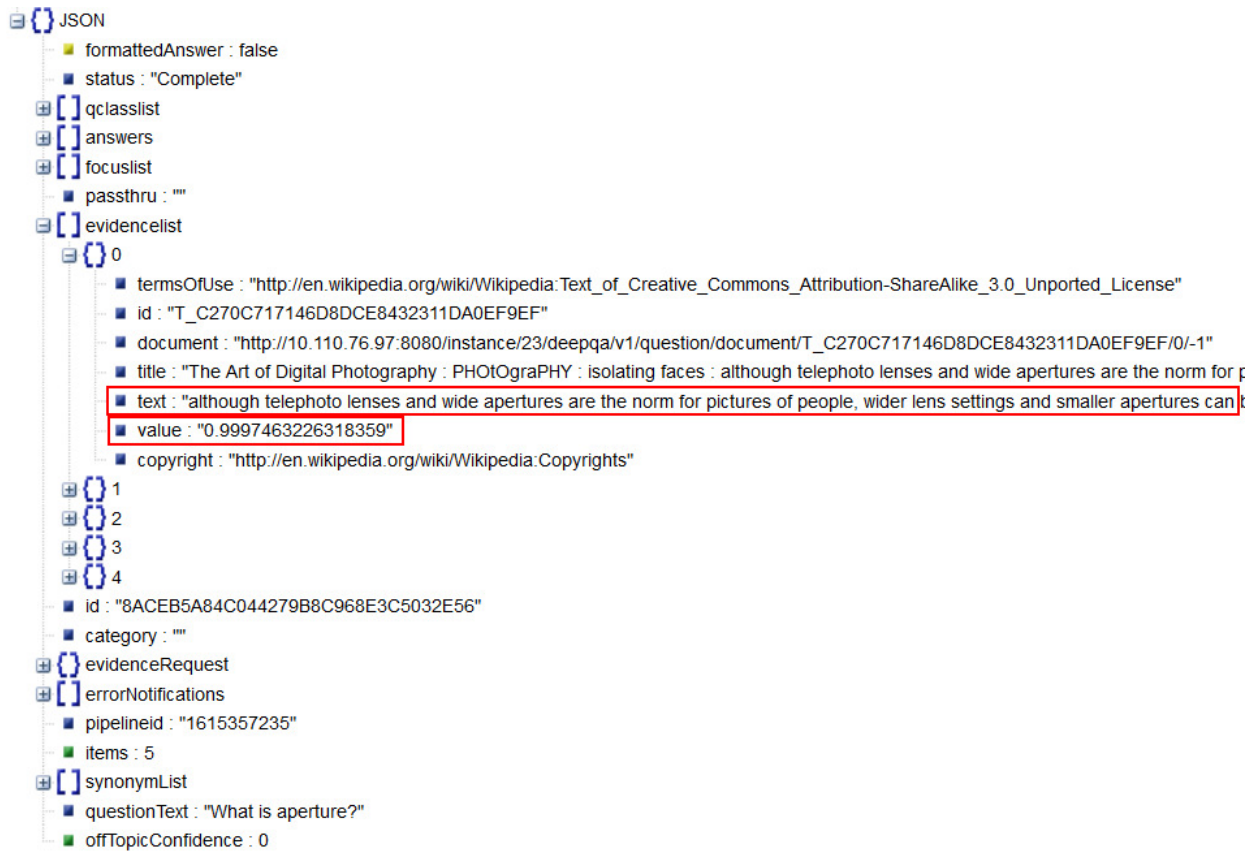 JSON
formattedAnswer : false
status : "Complete"
qclasslist
answers
focuslist
passthru : ""
evidencelist
0
termsOfUse : "http://en.wikipedia.org/wiki/Wikipedia:Text_of_Creative_Commons_Attribution-ShareAlike_3.0_Unported_License"
id : "T_C270C717146D8DCE8432311DA0EF9EF"
document : "http://10.110.76.97:8080/instance/23/deepqa/v1/question/document/T_C270C717146D8DCE8432311DA0EF9EF/0/-1"
title : "The Art of Digital Photography : PHOtOgraPHY : isolating faces : although telephoto lenses and wide apertures are the norm for
text : "although telephoto lenses and wide apertures are the norm for pictures of people, wider lens settings and smaller apertures can
value : "0.9997463226318359"
copyright : "http://en.wikipedia.org/wiki/Wikipedia:Copyrights"
1
2
3
4
id : "8ACEB5A84C044279B8C968E3C5032E56"
category : ""
evidenceRequest
errorNotifications
pipelineid : "1615357235"
items : 5
synonymList
questionText : "What is aperture?"
offTopicConfidence : 0